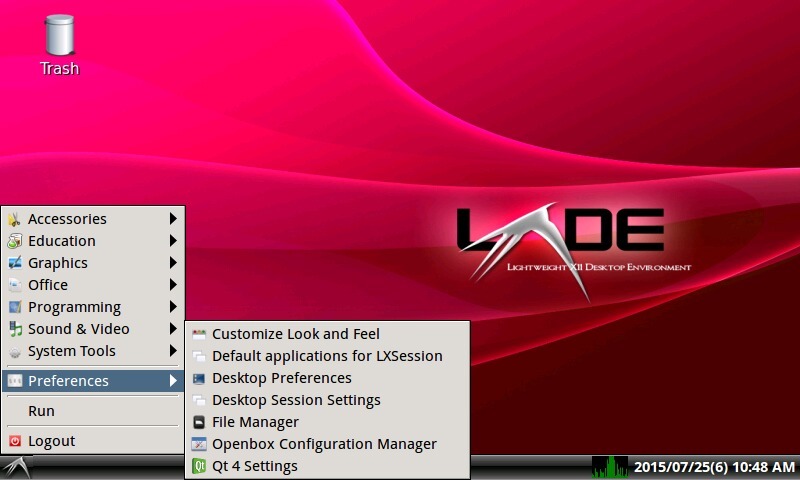 Trash
LXDE
Lightweight X11 Desktop Environment
Accessories
Education
Graphics
Office
Programming
Sound & Video
System Tools
Preferences
Run
Logout
Customize Look and Feel
Default applications for LXSession
Desktop Preferences
Desktop Session Settings
File Manager
Openbox Configuration Manager
Qt Qt 4 Settings
2015/07/25(6) 10:48 AM